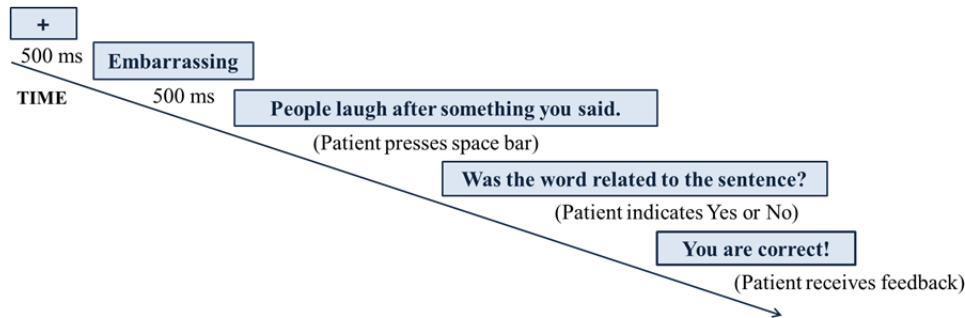 +
500 ms
Embarrassing
TIME
500 ms
People laugh after something you said.
(Patient presses space bar)
Was the word related to the sentence?
(Patient indicates Yes or No)
You are correct!
(Patient receives feedback)